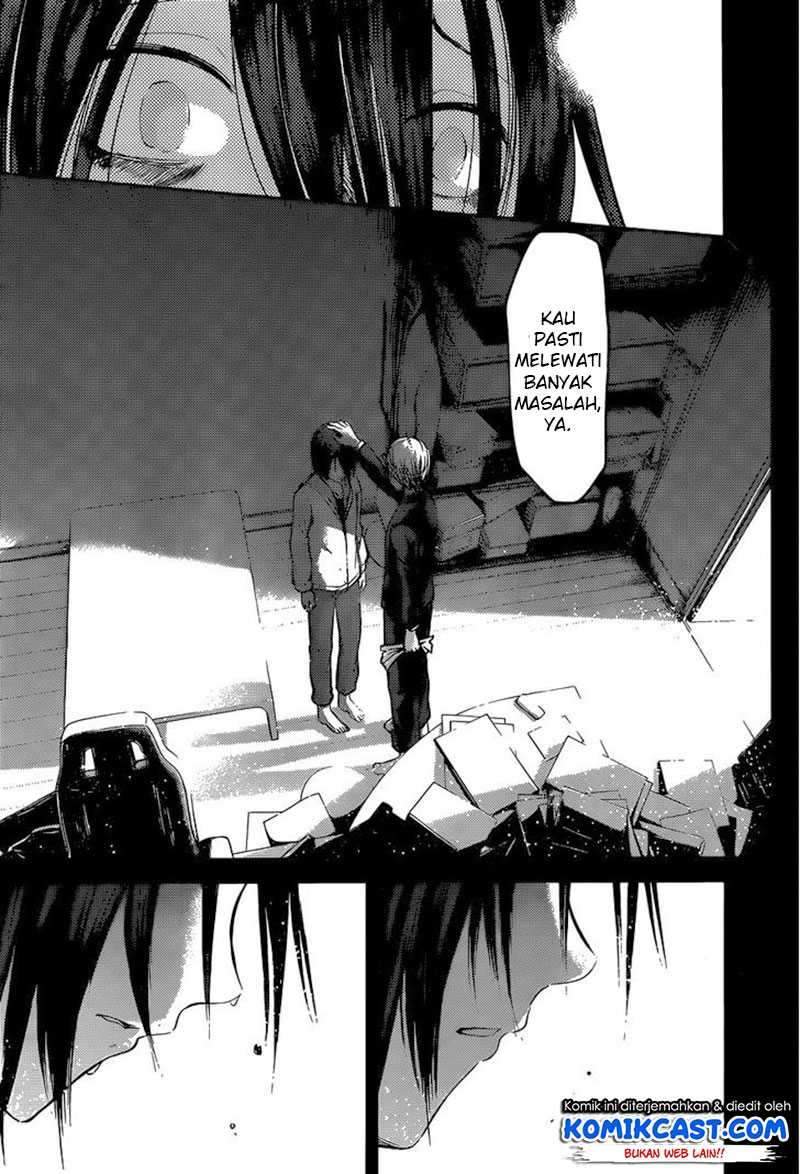 KAU
PASTI
MELEWATI
BANYAK
MASALAH,
YA.
Komik ini diterjemahkan & diedit oleh
KOMIKCAST.COM
BUKAN WEB LAIN!!